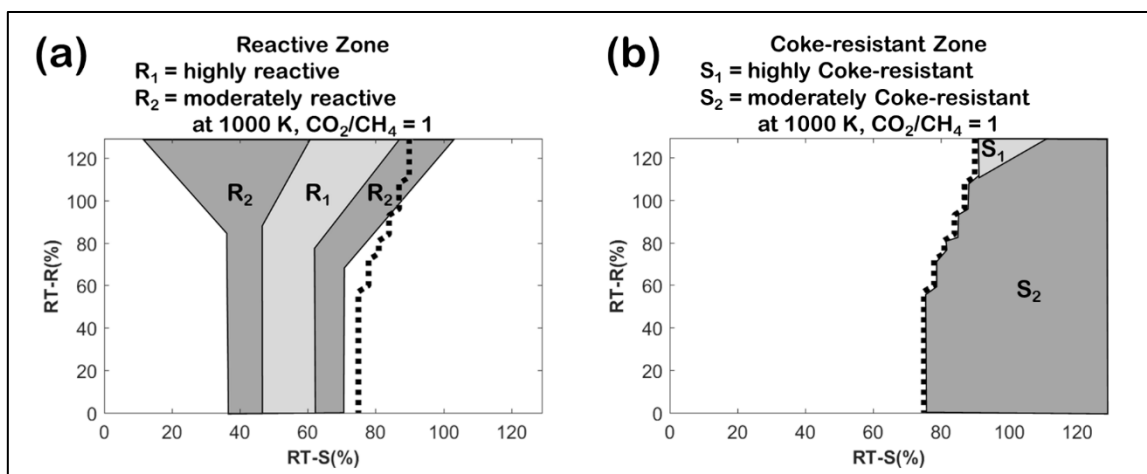 (a)
Reactive Zone
R₁ = highly reactive
R₂ = moderately reactive
at 1000 K, CO₂/CH₄ = 1
120
100
80
60
40
20
0
RT-R(%)
R₂
R₁
R₂
0 20 40 60 80 100 120
RT-S(%)
(b)
Coke-resistant Zone
S₁ = highly Coke-resistant
S₂ = moderately Coke-resistant
at 1000 K, CO₂/CH₄ = 1
120
100
80
60
40
20
0
RT-R(%)
S₁
S₂
0 20 40 60 80 100 120
RT-S(%)